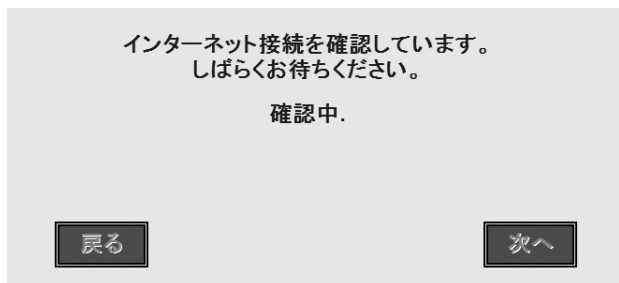 インターネット接続を確認しています。
しばらくお待ちください。
確認中.
戻る
次へ